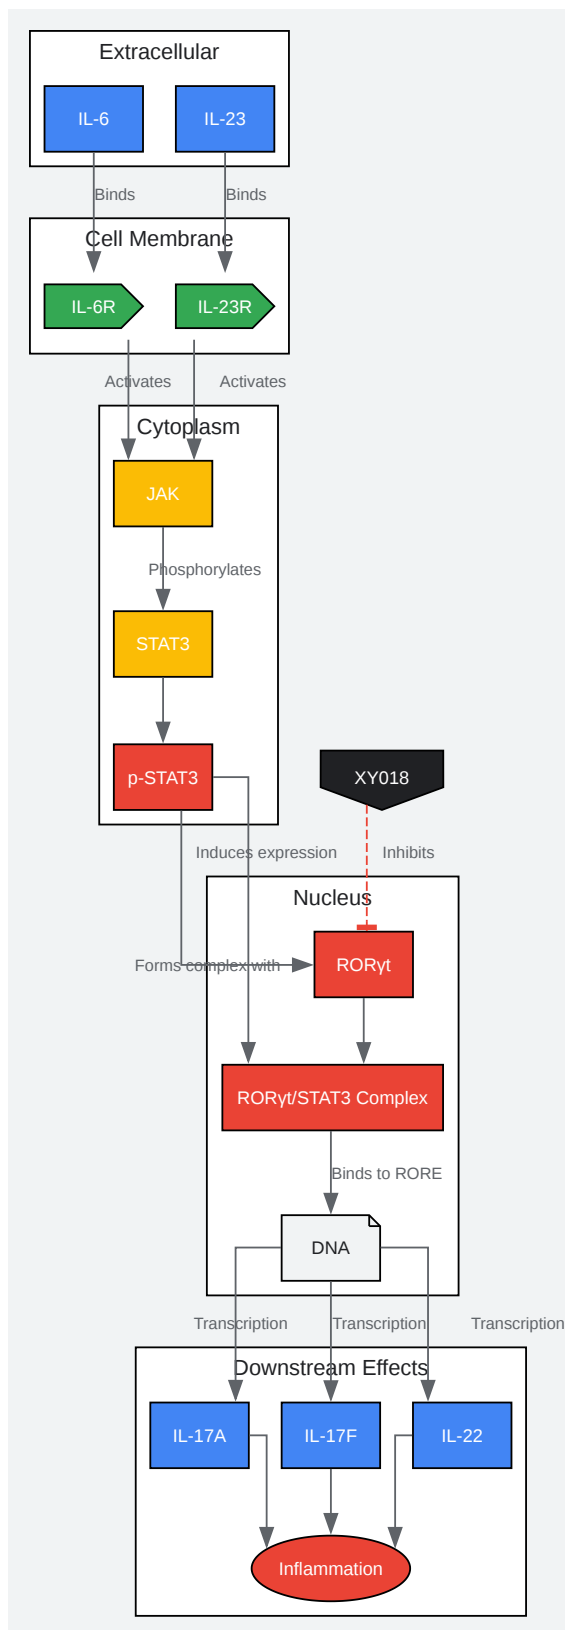 Extracellular
IL-6
IL-23
Binds
Binds
Cell Membrane
IL-6R
IL-23R
Activates
Activates
Cytoplasm
JAK
Phosphorylates
STAT3
p-STAT3
XY018
Induces expression
Inhibits
Nucleus
Forms complex with
RORγt
RORγt/STAT3 Complex
Binds to RORE
DNA
Transcription
Transcription
Transcription
Downstream Effects
IL-17A
IL-17F
IL-22
Inflammation